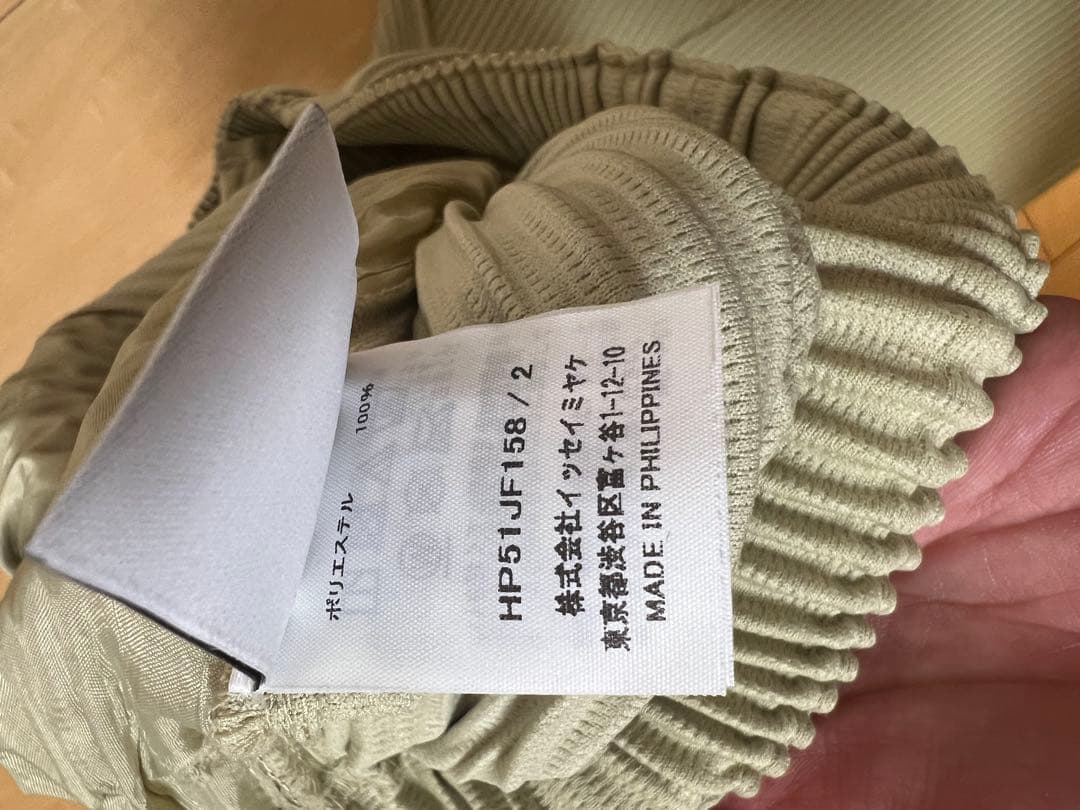 ポリエステル 100%
HP51JF158 / 2
株式会社イッセイミヤケ
東京都渋谷区富ヶ谷1-12-10
MADE IN PHILIPPINES